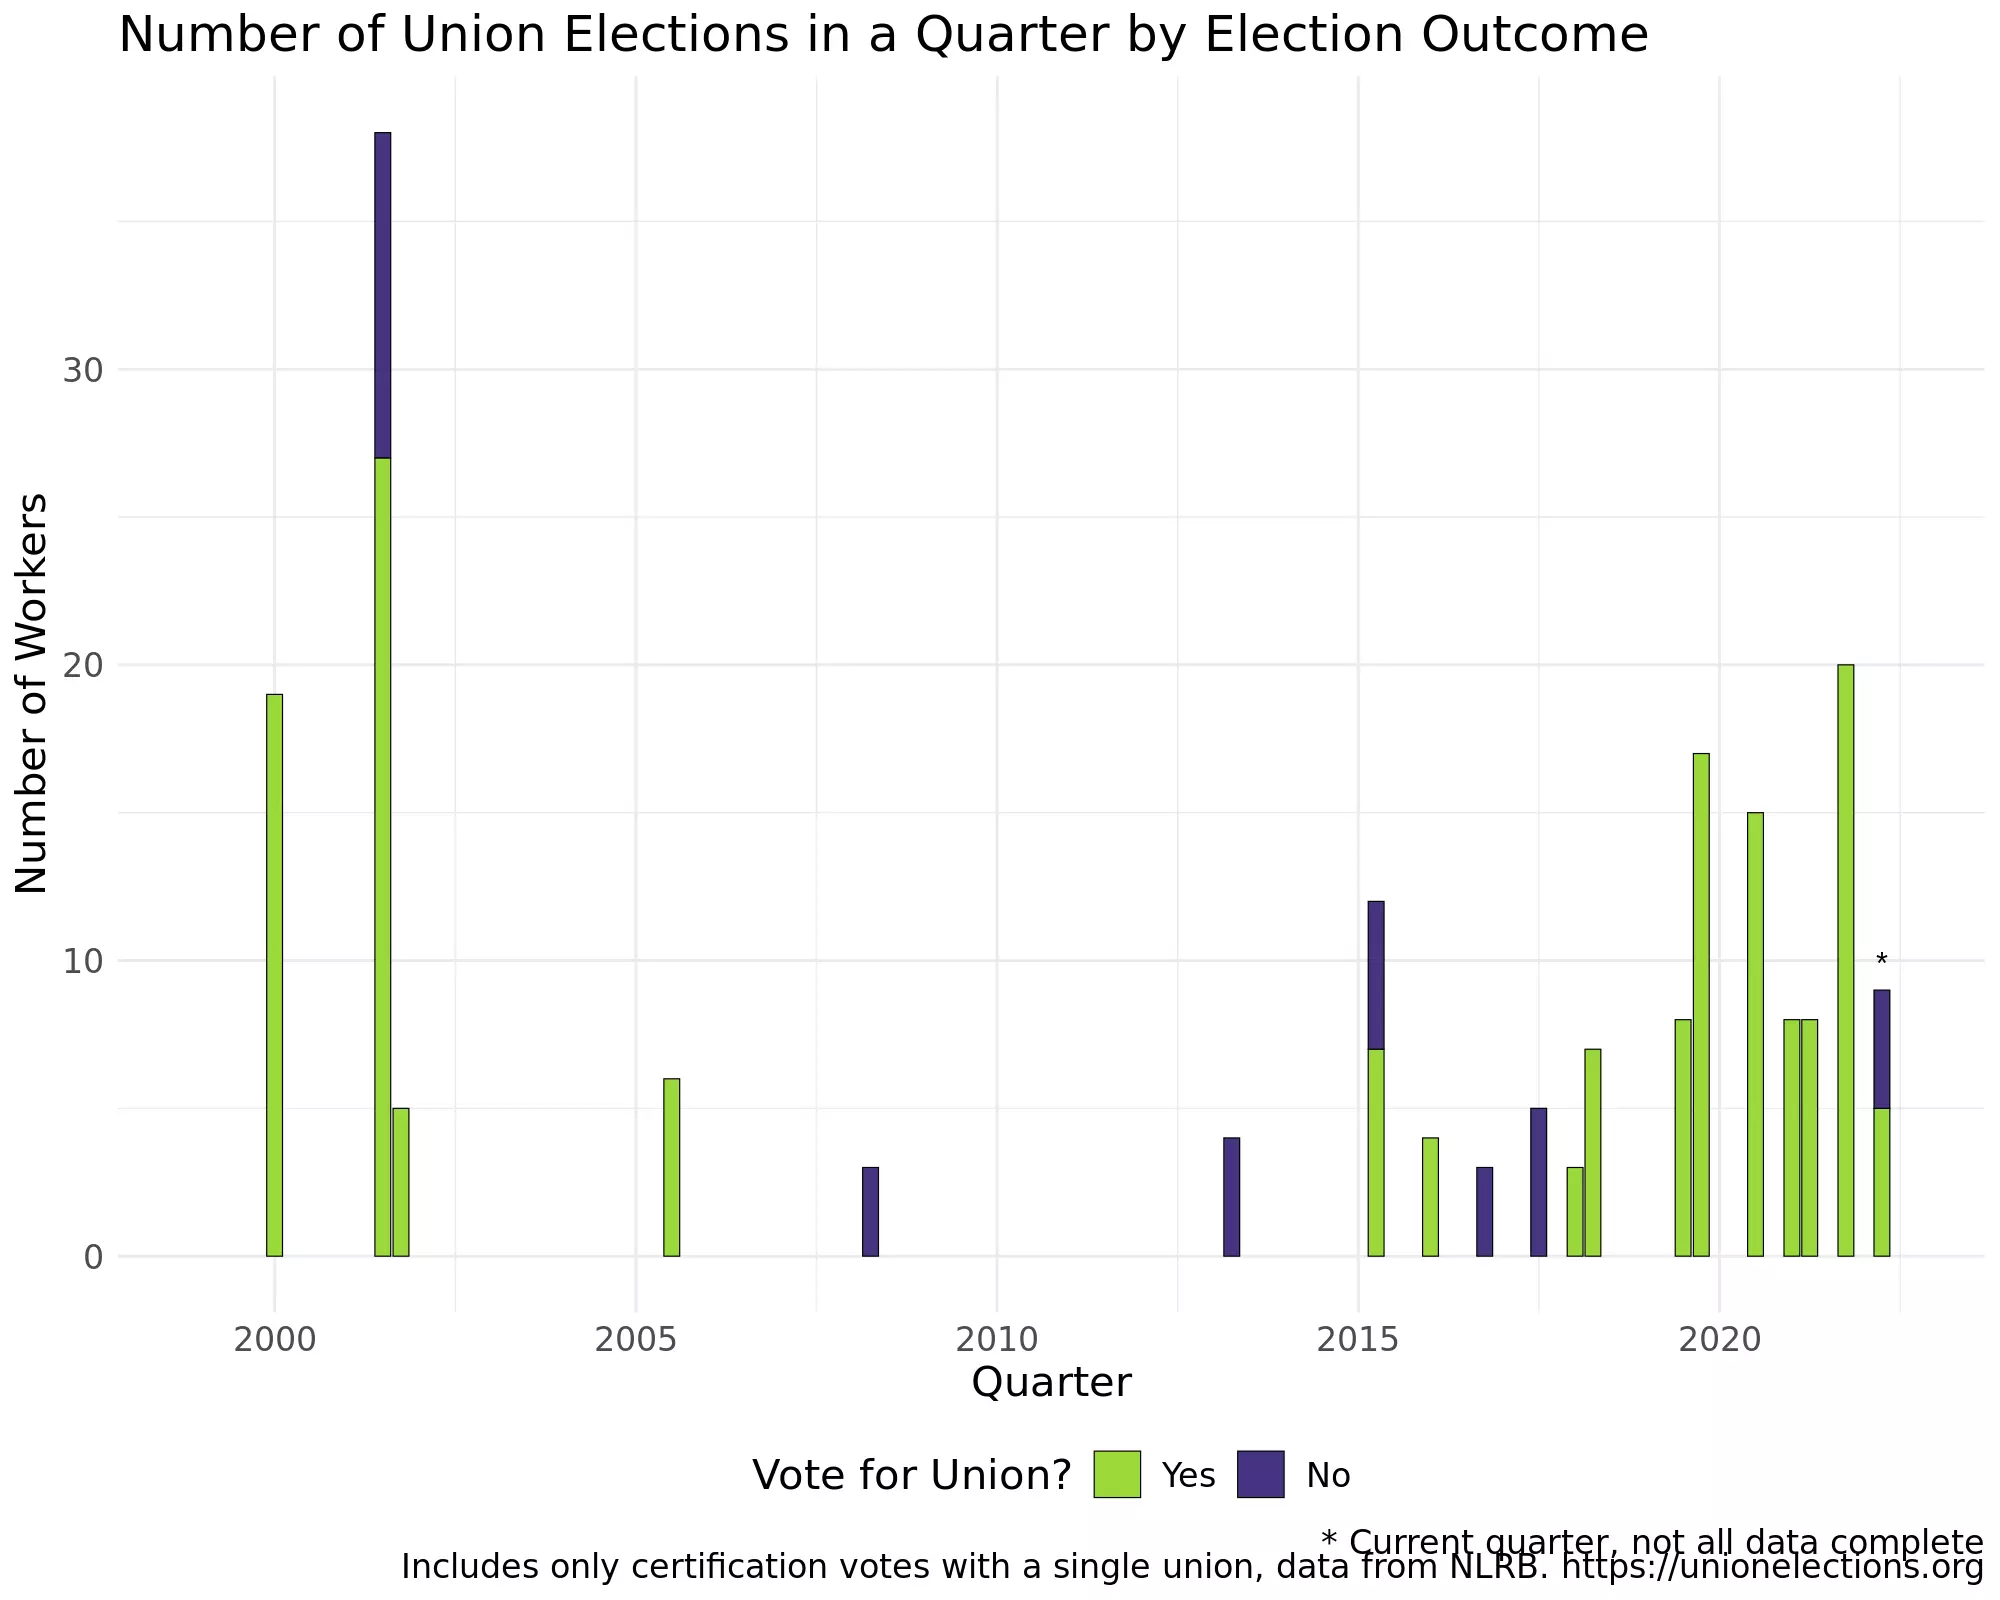 Number of Union Elections in a Quarter by Election Outcome
Number of Workers
30
20
10
0
*
2000 2005 2010 2015 2020
Quarter
Vote for Union? Yes No
* Current quarter, not all data complete
Includes only certification votes with a single union, data from NLRB. https://unionelections.org